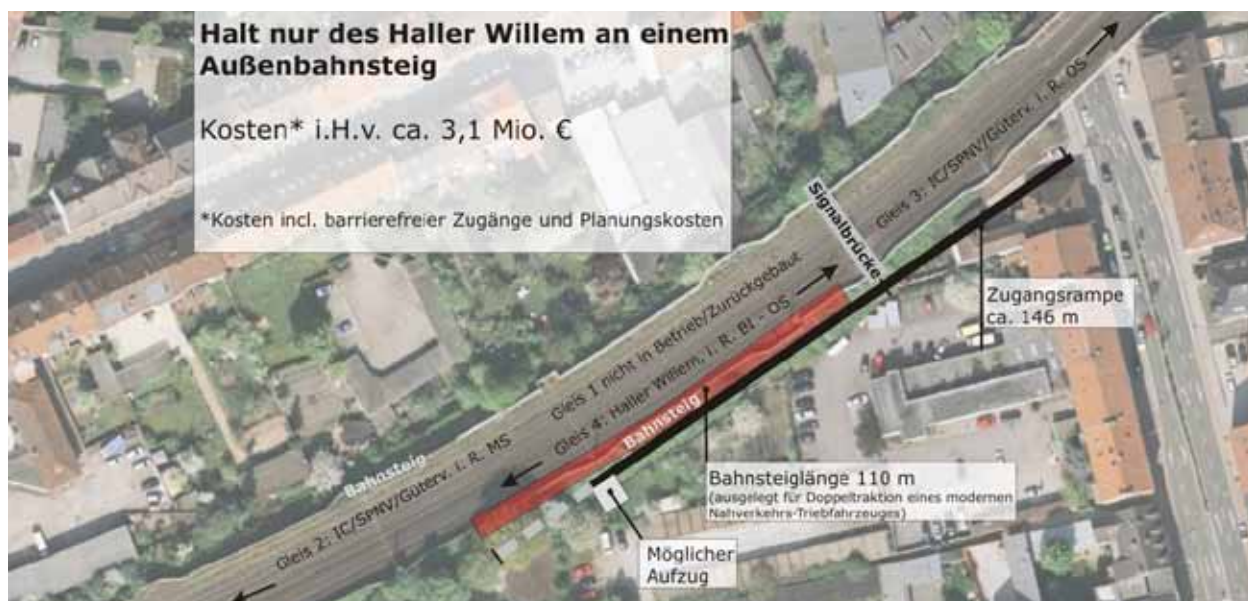 Halt nur des Haller Willem an einem
Außenbahnsteig
Kosten* i.H.v. ca. 3,1 Mio. €
*Kosten incl. barrierefreier Zugänge und Planungskosten
Gleis 3: IC/SPNV/Güterv. i. R. OS
Signalbrücke
Gleis 1 nicht in Betrieb/Zurückgebaut
Gleis 4: Haller Willem, i. R. BI - OS
Bahnsteig
Bahnsteig
Gleis 2: IC/SPNV/Güterv. i. R. MS
Zugangsrampe
ca. 146 m
Bahnsteiglänge 110 m
(ausgelegt für Doppeltraktion eines modernen
Nahverkehrs-Triebfahrzeuges)
Möglicher
Aufzug